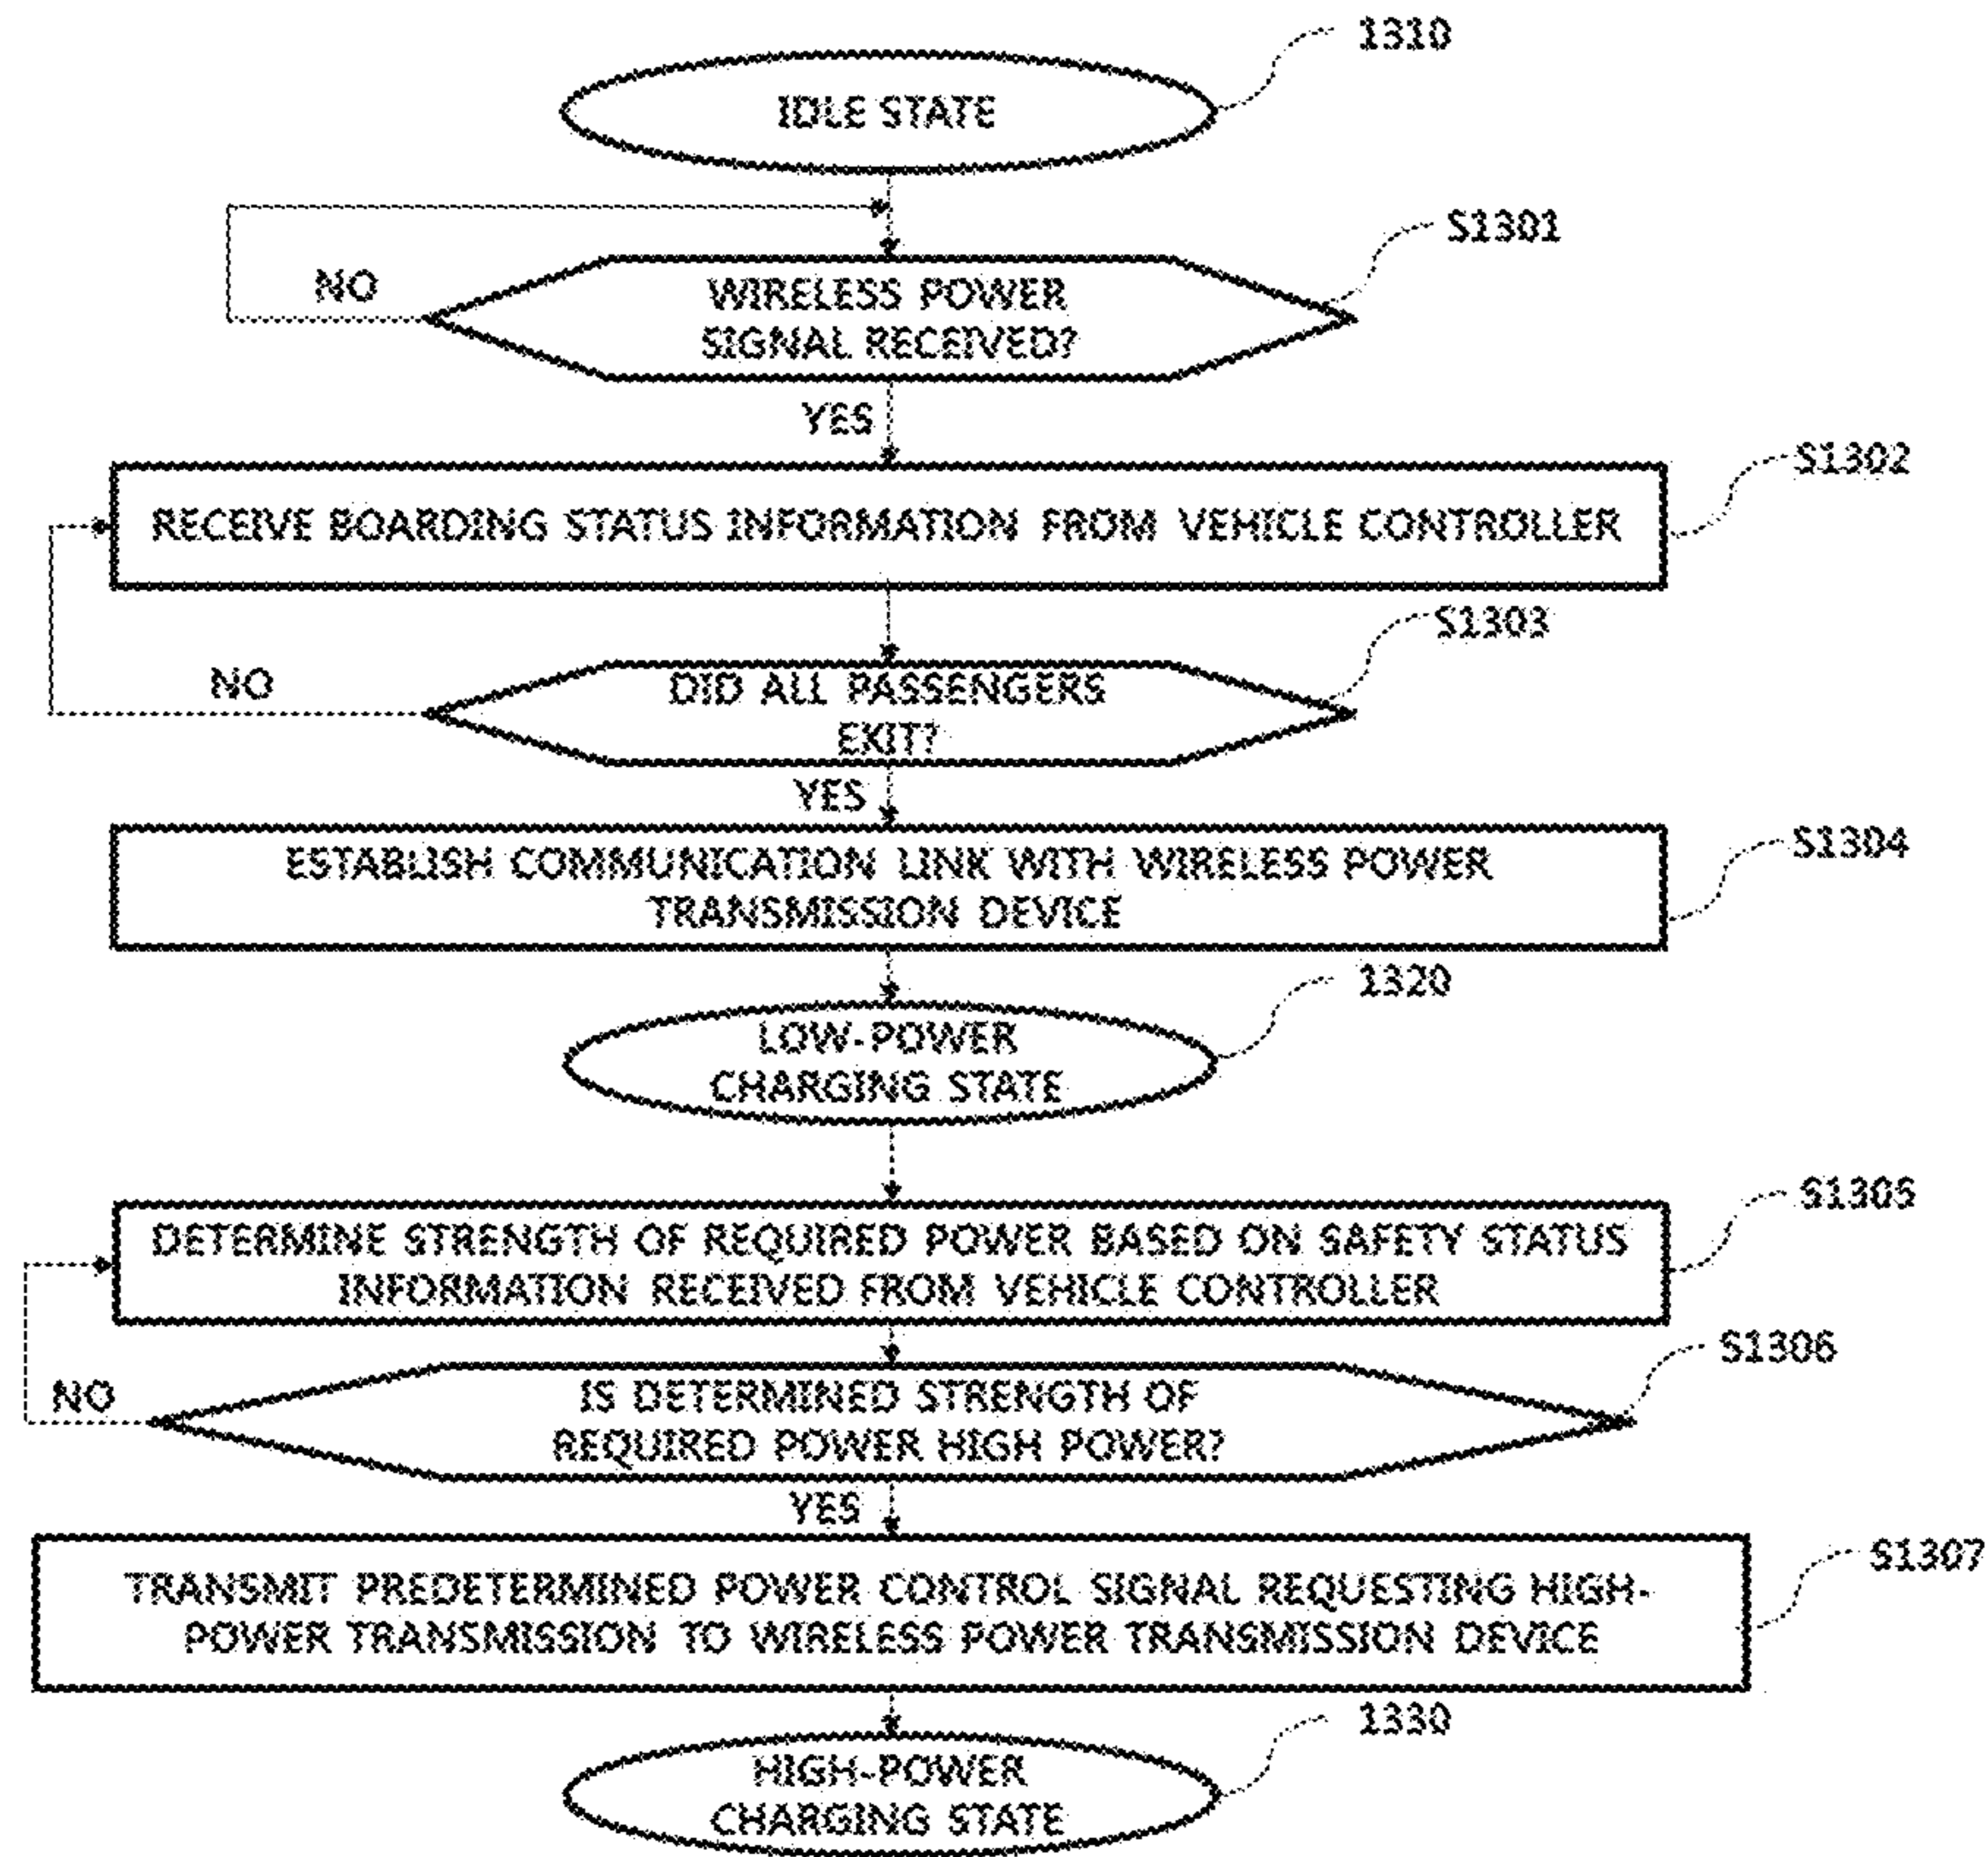 1310
IDLE STATE
S1301
NO
WIRELESS POWER
SIGNAL RECEIVED?
YES
S1302
RECEIVE BOARDING STATUS INFORMATION FROM VEHICLE CONTROLLER
S1303
NO
DID ALL PASSENGERS
EXIT?
YES
S1304
ESTABLISH COMMUNICATION LINK WITH WIRELESS POWER
TRANSMISSION DEVICE
1320
LOW-POWER
CHARGING STATE
S1305
DETERMINE STRENGTH OF REQUIRED POWER BASED ON SAFETY STATUS
INFORMATION RECEIVED FROM VEHICLE CONTROLLER
S1306
NO
IS DETERMINED STRENGTH OF
REQUIRED POWER HIGH POWER?
YES
S1307
TRANSMIT PREDETERMINED POWER CONTROL SIGNAL REQUESTING HIGH-
POWER TRANSMISSION TO WIRELESS POWER TRANSMISSION DEVICE
1330
HIGH-POWER
CHARGING STATE